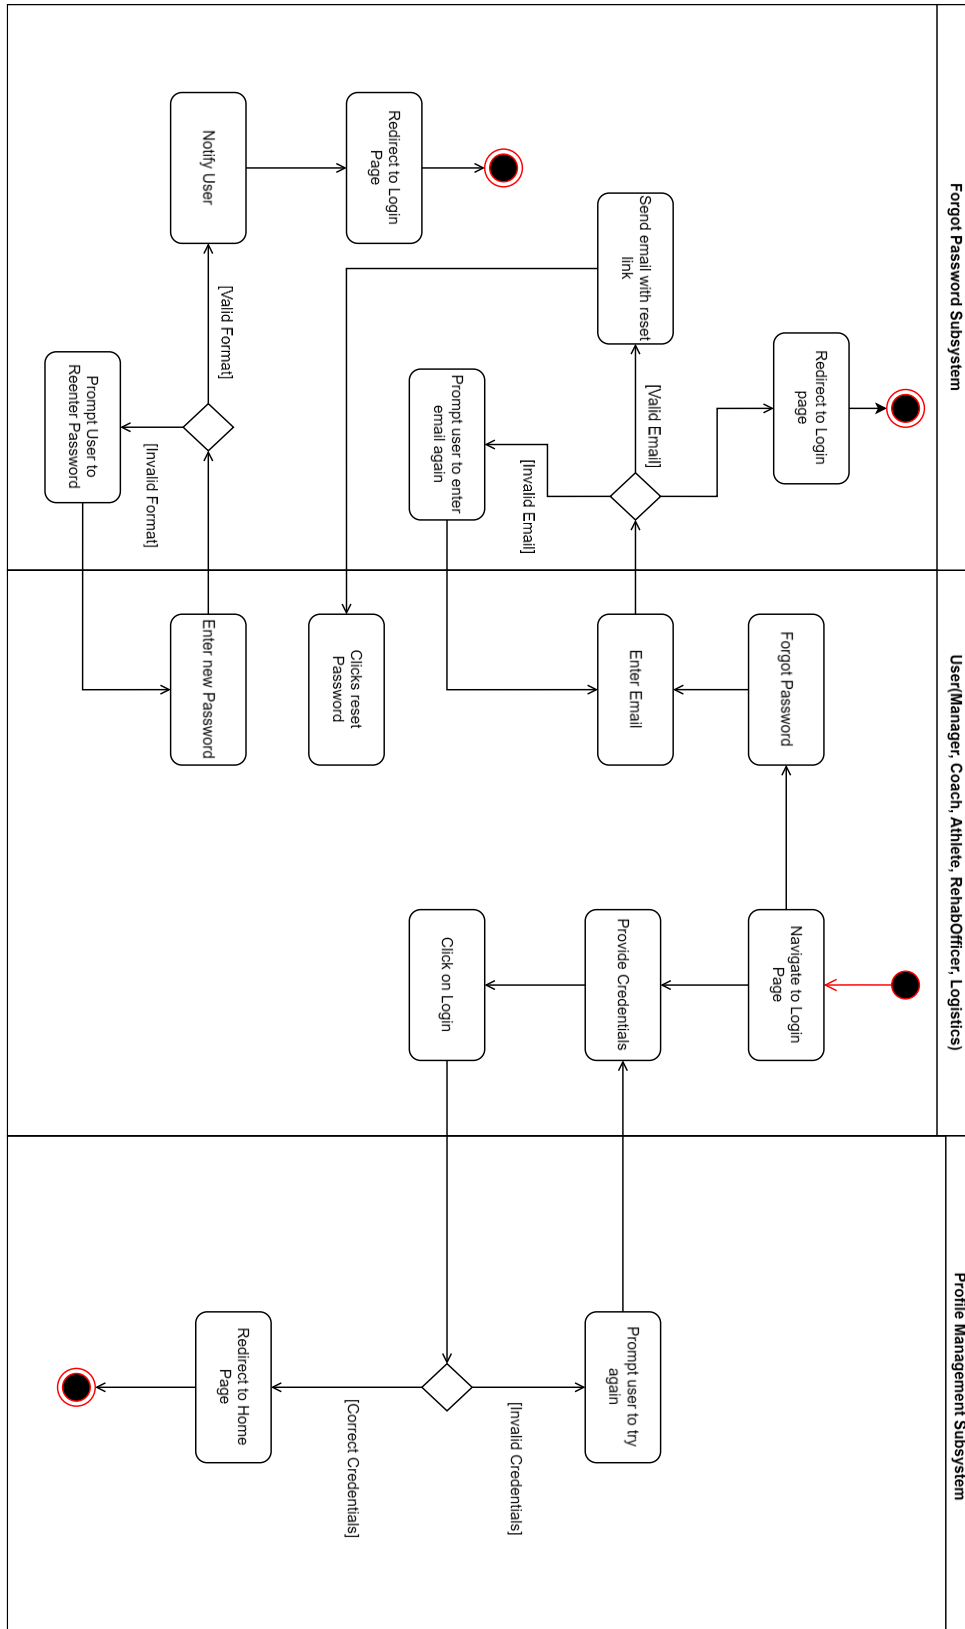 Forgot Password Subsystem
User(Manager, Coach, Athlete, RehabOfficer, Logistics)
Profile Management Subsystem
Redirect to Login
page
Forgot Password
Navigate to Login
Page
Send email with reset
link
[Valid Email]
Enter Email
Provide Credentials
Prompt user to try
again
[Invalid Email]
Prompt user to enter
email again
Click on Login
[Invalid Credentials]
Redirect to Login
Page
Clicks reset
Password
[Correct Credentials]
Notify User
[Valid Format]
Enter new Password
Redirect to Home
Page
[Invalid Format]
Prompt User to
Reenter Password